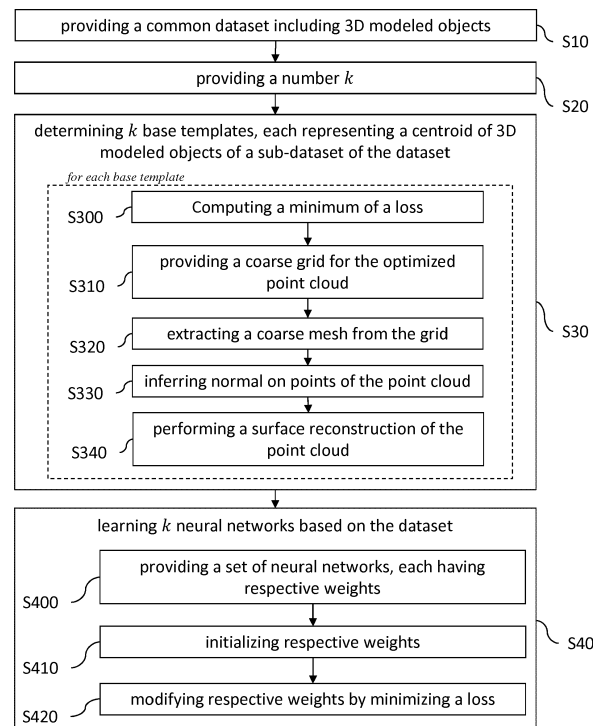 providing a common dataset including 3D modeled objects
S10
providing a number k
S20
determining k base templates, each representing a centroid of 3D
modeled objects of a sub-dataset of the dataset
for each base template
Computing a minimum of a loss
S300
providing a coarse grid for the optimized
point cloud
S310
extracting a coarse mesh from the grid
S320
S30
inferring normal on points of the point cloud
S330
performing a surface reconstruction of the
point cloud
S340
learning k neural networks based on the dataset
providing a set of neural networks, each having
respective weights
S400
initializing respective weights
S410
S40
modifying respective weights by minimizing a loss
S420